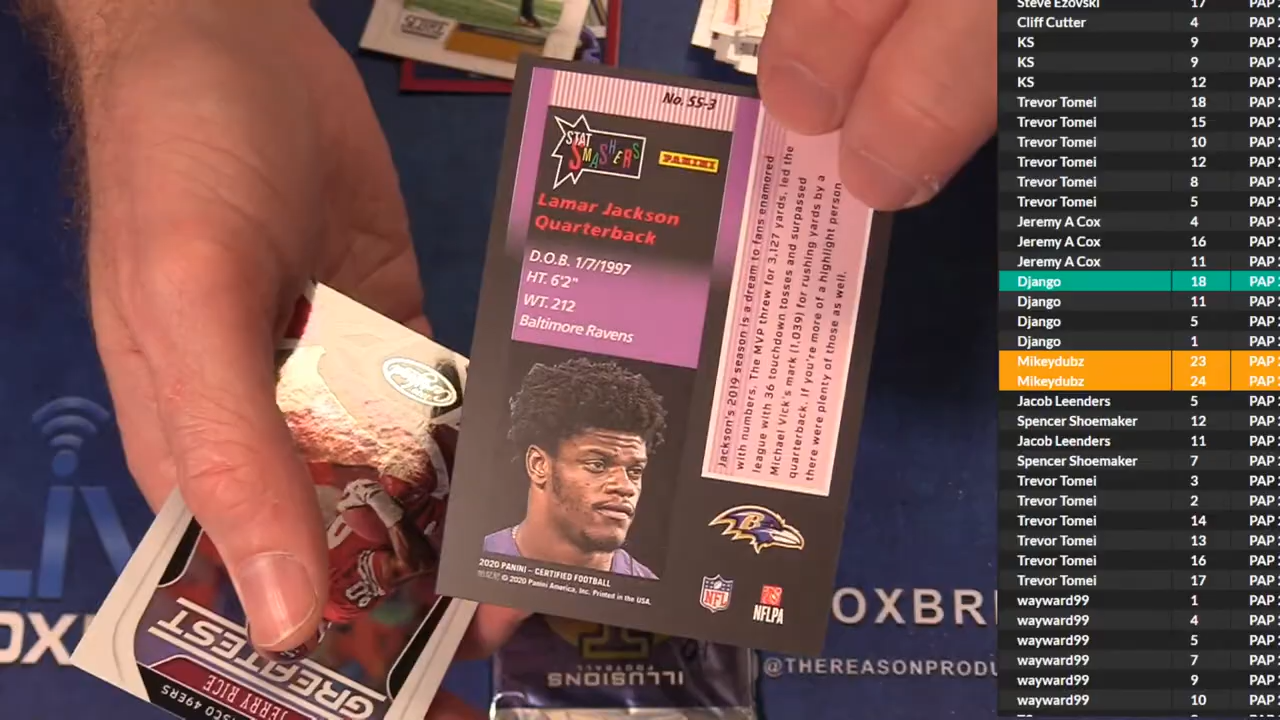 SCORE
No. SS-3
STAT
SMASHERS
PANINI
Lamar Jackson
Quarterback
D.O.B. 1/7/1997
HT. 6'2"
WT. 212
Baltimore Ravens
Jackson's 2019 season is a dream to fans enamored
with numbers. The MVP threw for 3,127 yards, led the
league with 36 touchdown tosses and surpassed
Michael Vick's mark (1,039) for rushing yards by a
quarterback. If you're more of a highlight person
there were plenty of those as well.
B
2020 PANINI – CERTIFIED FOOTBALL
© 2020 Panini America, Inc. Printed in the USA.
NFL
NFLPA
GREATEST
JERRY RICE
SCO 49ERS
ILLUSIONS
FOOTBALL
LIV
OX
OXBR
@THEREASONPRODU
Steve Ezovski 17 PAP
Cliff Cutter 4 PAP
KS 9 PAP
KS 9 PAP
KS 12 PAP
Trevor Tomei 18 PAP
Trevor Tomei 15 PAP
Trevor Tomei 10 PAP
Trevor Tomei 12 PAP
Trevor Tomei 8 PAP
Trevor Tomei 5 PAP
Jeremy A Cox 4 PAP
Jeremy A Cox 16 PAP
Jeremy A Cox 11 PAP
Django 18 PAP
Django 11 PAP
Django 5 PAP
Django 1 PAP
Mikeydubz 23 PAP
Mikeydubz 24 PAP
Jacob Leenders 5 PAP
Spencer Shoemaker 12 PAP
Jacob Leenders 11 PAP
Spencer Shoemaker 7 PAP
Trevor Tomei 3 PAP
Trevor Tomei 2 PAP
Trevor Tomei 14 PAP
Trevor Tomei 13 PAP
Trevor Tomei 16 PAP
Trevor Tomei 17 PAP
wayward99 1 PAP
wayward99 4 PAP
wayward99 5 PAP
wayward99 7 PAP
wayward99 9 PAP
wayward99 10 PAP